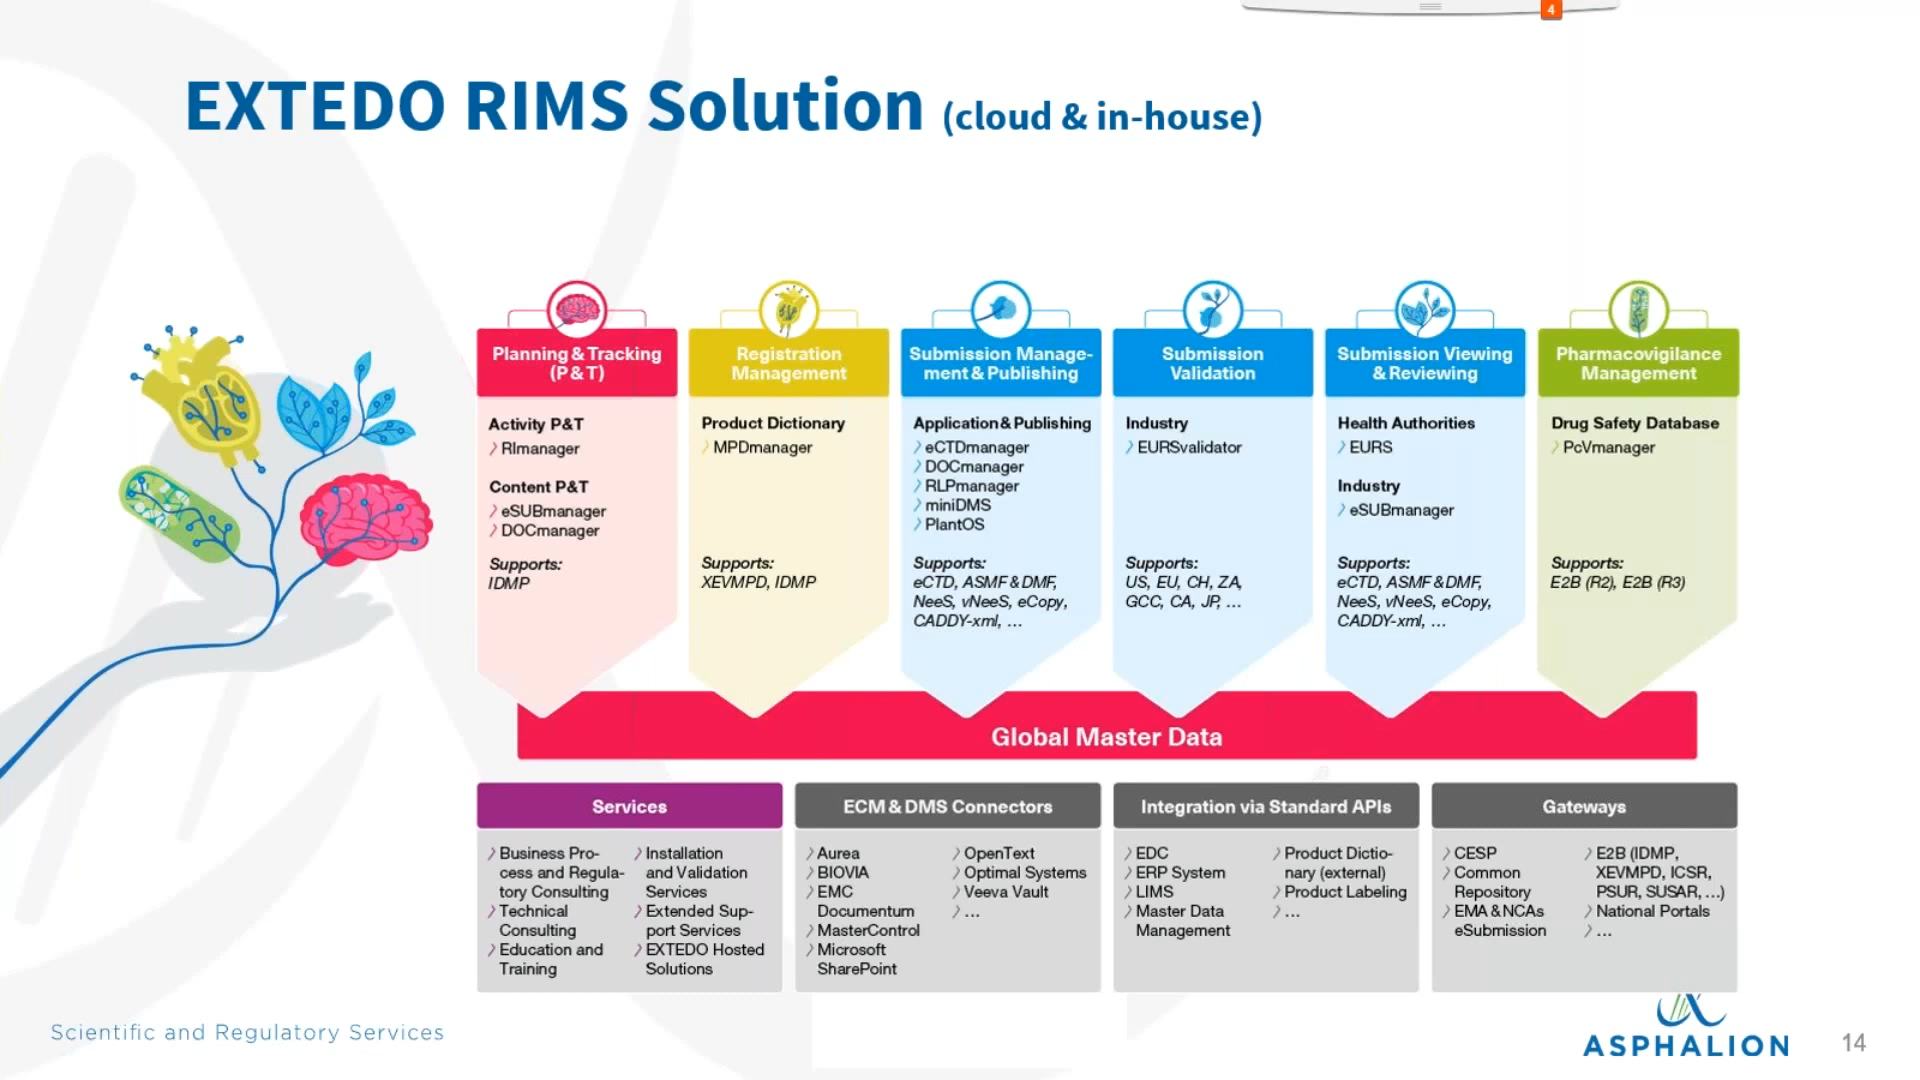 4
EXTEDO RIMS Solution (cloud & in-house)
Planning & Tracking
(P & T)
Activity P&T
RImanager
Content P&T
eSUBmanager
DOCmanager
Supports:
IDMP
Registration
Management
Product Dictionary
MPDmanager
Supports:
XEVMPD, IDMP
Submission Manage-
ment & Publishing
Application & Publishing
eCTDmanager
DOCmanager
RLPmanager
miniDMS
PlantOS
Supports:
eCTD, ASMF & DMF,
NeeS, vNeeS, eCopy,
CADDY-xml, ...
Submission
Validation
Industry
EURSvalidator
Supports:
US, EU, CH, ZA,
GCC, CA, JP, ...
Submission Viewing
& Reviewing
Health Authorities
EURS
Industry
eSUBmanager
Supports:
eCTD, ASMF & DMF,
NeeS, vNeeS, eCopy,
CADDY-xml, ...
Pharmacovigilance
Management
Drug Safety Database
PcVmanager
Supports:
E2B (R2), E2B (R3)
Global Master Data
Services
Business Pro-
cess and Regula-
tory Consulting
Technical
Consulting
Education and
Training
Installation
and Validation
Services
Extended Sup-
port Services
EXTEDO Hosted
Solutions
ECM & DMS Connectors
Aurea
BIOVIA
EMC
Documentum
MasterControl
Microsoft
SharePoint
OpenText
Optimal Systems
Veeva Vault
...
Integration via Standard APIs
EDC
ERP System
LIMS
Master Data
Management
Product Dictio-
nary (external)
Product Labeling
...
Gateways
CESP
Common
Repository
EMA & NCAs
eSubmission
E2B (IDMP,
XEVMPD, ICSR,
PSUR, SUSAR, ...)
National Portals
...
Scientific and Regulatory Services
ASPHALION
14